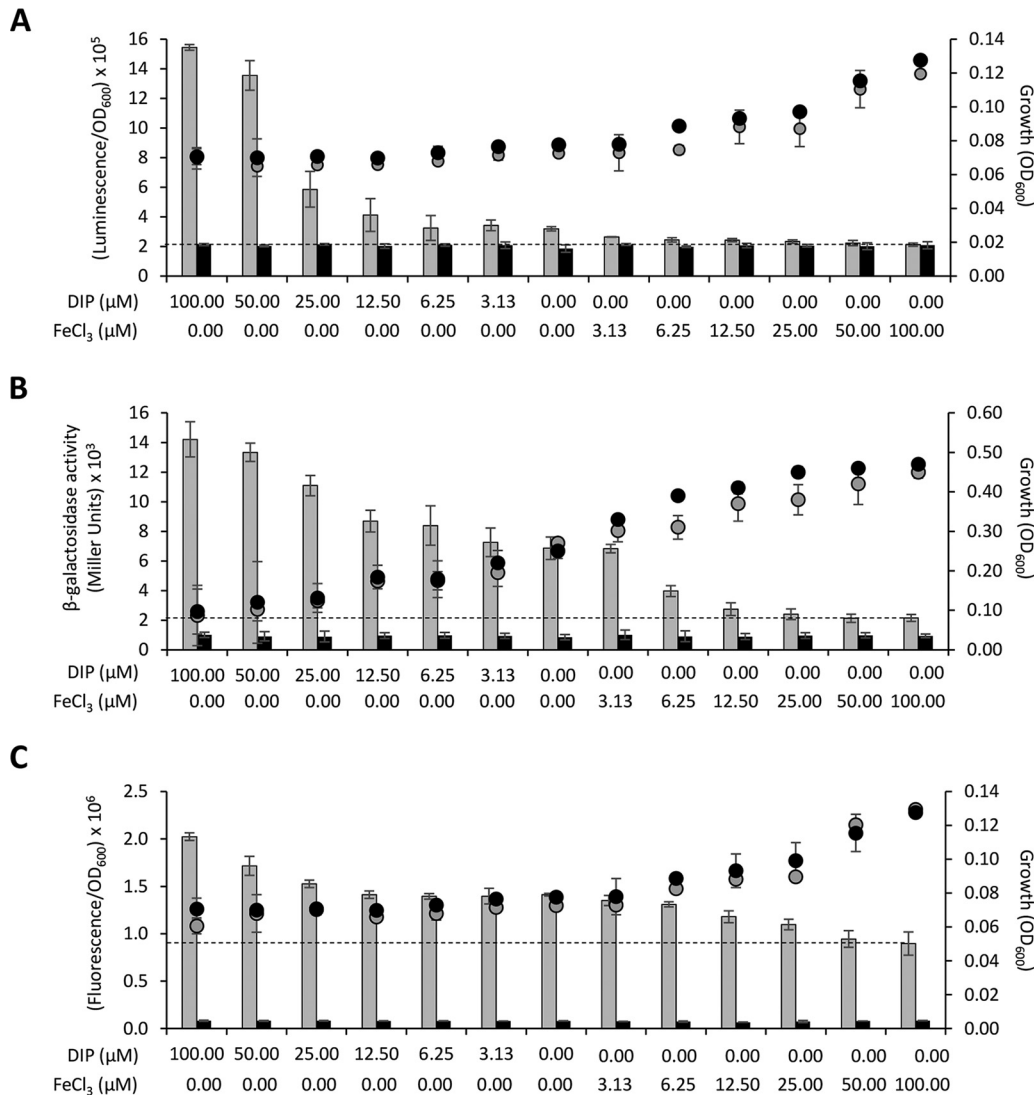 A
(Luminescence/OD600) x 10^5
16
14
12
10
8
6
4
2
0
0.14
0.12
0.10
0.08
0.06
0.04
0.02
0.00
Growth (OD600)
DIP (µM) 100.00 50.00 25.00 12.50 6.25 3.13 0.00 0.00 0.00 0.00 0.00 0.00 0.00
FeCl3 (µM) 0.00 0.00 0.00 0.00 0.00 0.00 0.00 3.13 6.25 12.50 25.00 50.00 100.00
B
β-galactosidase activity
(Miller Units) x 10^3
16
14
12
10
8
6
4
2
0
0.60
0.50
0.40
0.30
0.20
0.10
0.00
Growth (OD600)
DIP (µM) 100.00 50.00 25.00 12.50 6.25 3.13 0.00 0.00 0.00 0.00 0.00 0.00 0.00
FeCl3 (µM) 0.00 0.00 0.00 0.00 0.00 0.00 0.00 3.13 6.25 12.50 25.00 50.00 100.00
C
(Fluorescence/OD600) x 10^6
2.5
2.0
1.5
1.0
0.5
0.0
0.14
0.12
0.10
0.08
0.06
0.04
0.02
0.00
Growth (OD600)
DIP (µM) 100.00 50.00 25.00 12.50 6.25 3.13 0.00 0.00 0.00 0.00 0.00 0.00 0.00
FeCl3 (µM) 0.00 0.00 0.00 0.00 0.00 0.00 0.00 3.13 6.25 12.50 25.00 50.00 100.00